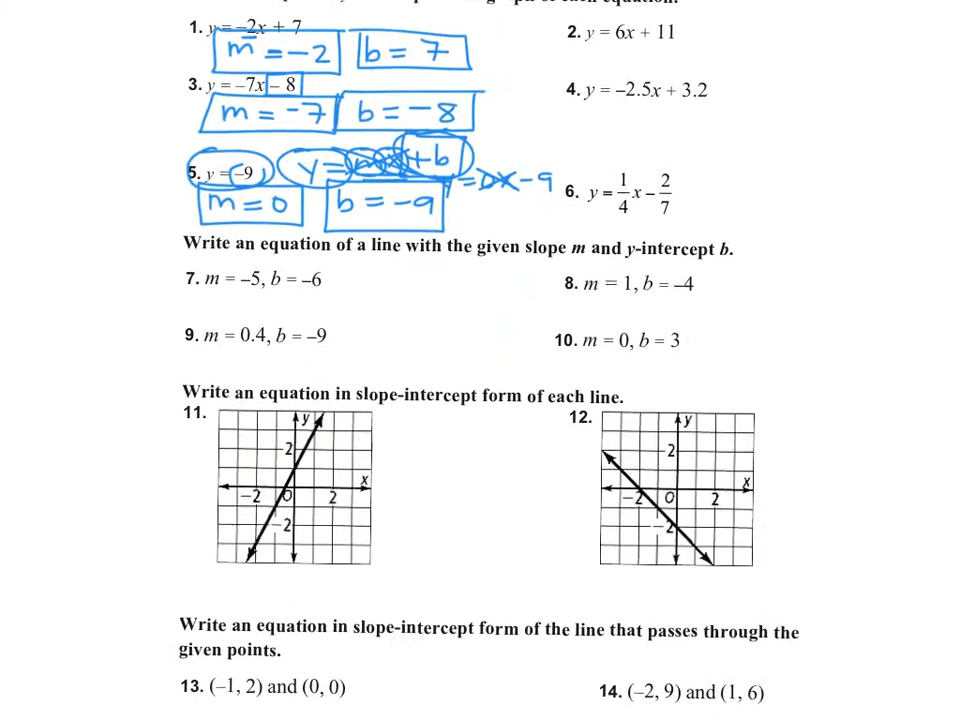 equation.
1. y = -2x + 7
2. y = 6x + 11
m = -2 b = 7
3. y = -7x - 8
4. y = -2.5x + 3.2
m = -7 b = -8
y = mx + b
5. y = -9
y = 0x - 9
6. y = 1/4 x - 2/7
m = 0 b = -9
Write an equation of a line with the given slope m and y-intercept b.
7. m = -5, b = -6
8. m = 1, b = -4
9. m = 0.4, b = -9
10. m = 0, b = 3
Write an equation in slope-intercept form of each line.
11.
12.
y
2
x
-2 O 2
-2
y
2
x
-2 O 2
-2
Write an equation in slope-intercept form of the line that passes through the
given points.
13. (-1, 2) and (0, 0)
14. (-2, 9) and (1, 6)